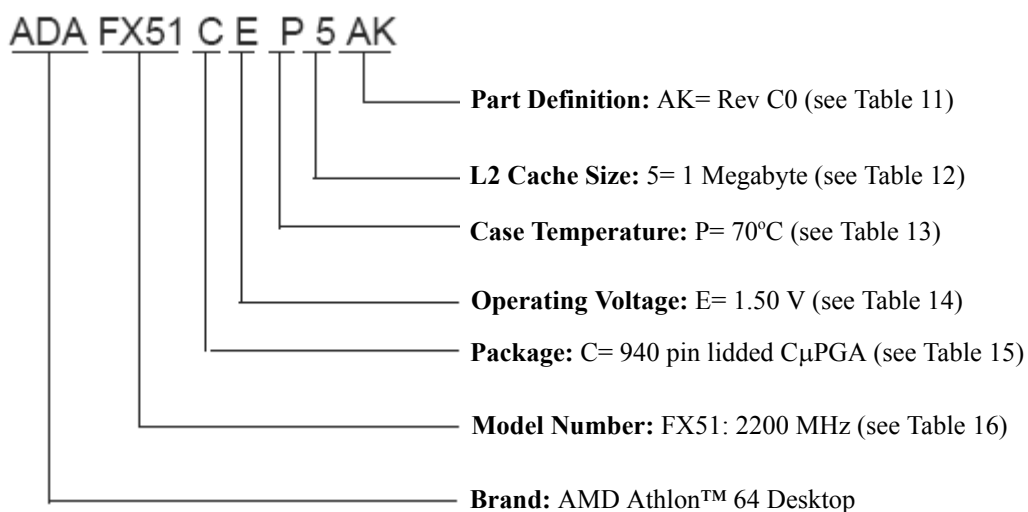 ADA FX51 C E P 5 AK
Part Definition: AK= Rev C0 (see Table 11)
L2 Cache Size: 5= 1 Megabyte (see Table 12)
Case Temperature: P= 70ºC (see Table 13)
Operating Voltage: E= 1.50 V (see Table 14)
Package: C= 940 pin lidded CμPGA (see Table 15)
Model Number: FX51: 2200 MHz (see Table 16)
Brand: AMD Athlon™ 64 Desktop